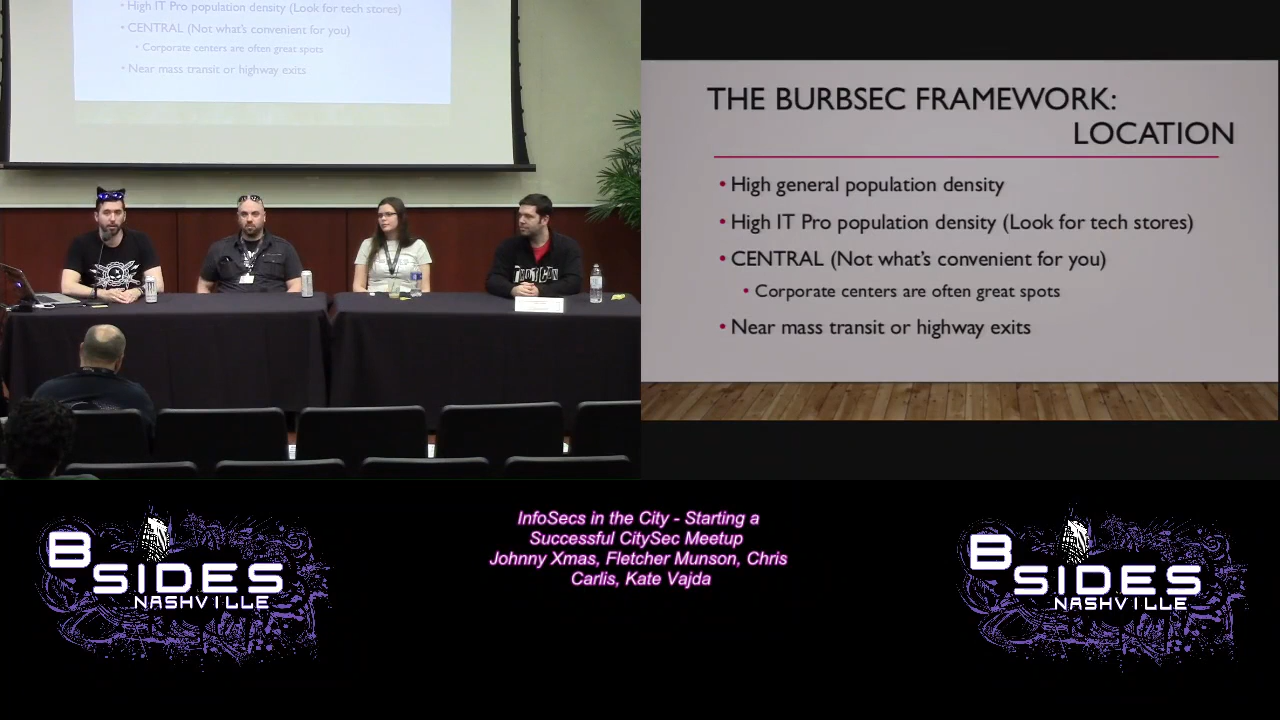 High IT Pro population density (Look for tech stores)
CENTRAL (Not what's convenient for you)
Corporate centers are often great spots
Near mass transit or highway exits
THE BURBSEC FRAMEWORK:
LOCATION
High general population density
High IT Pro population density (Look for tech stores)
CENTRAL (Not what's convenient for you)
Corporate centers are often great spots
Near mass transit or highway exits
B
SIDES
NASHVILLE
InfoSecs in the City - Starting a
Successful CitySec Meetup
Johnny Xmas, Fletcher Munson, Chris
Carlis, Kate Vajda
B
SIDES
NASHVILLE